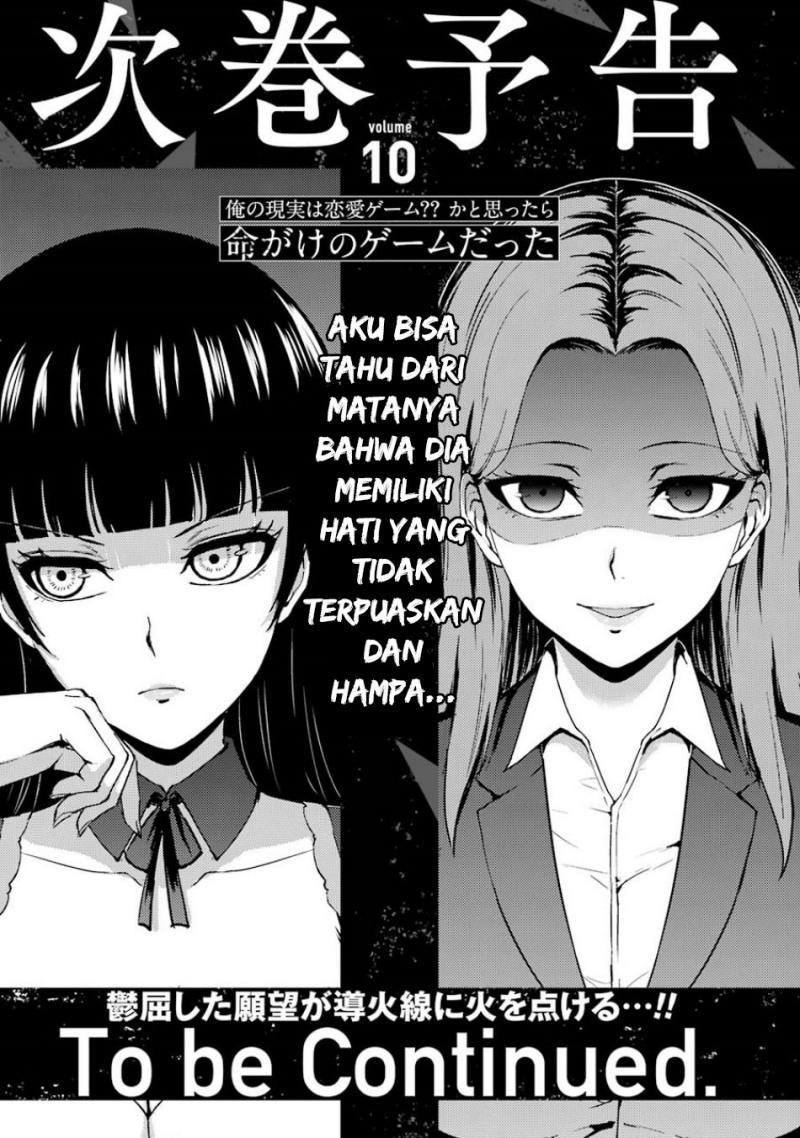 次巻予告
volume
10
俺の現実は恋愛ゲーム?? かと思ったら
命がけのゲームだった
AKU BISA
TAHU DARI
MATANYA
BAHWA DIA
MEMILIKI
HATI YANG
TIDAK
TERPUASKAN
DAN
HAMPA...
鬱屈した願望が導火線に火を点ける…!!
To be Continued.